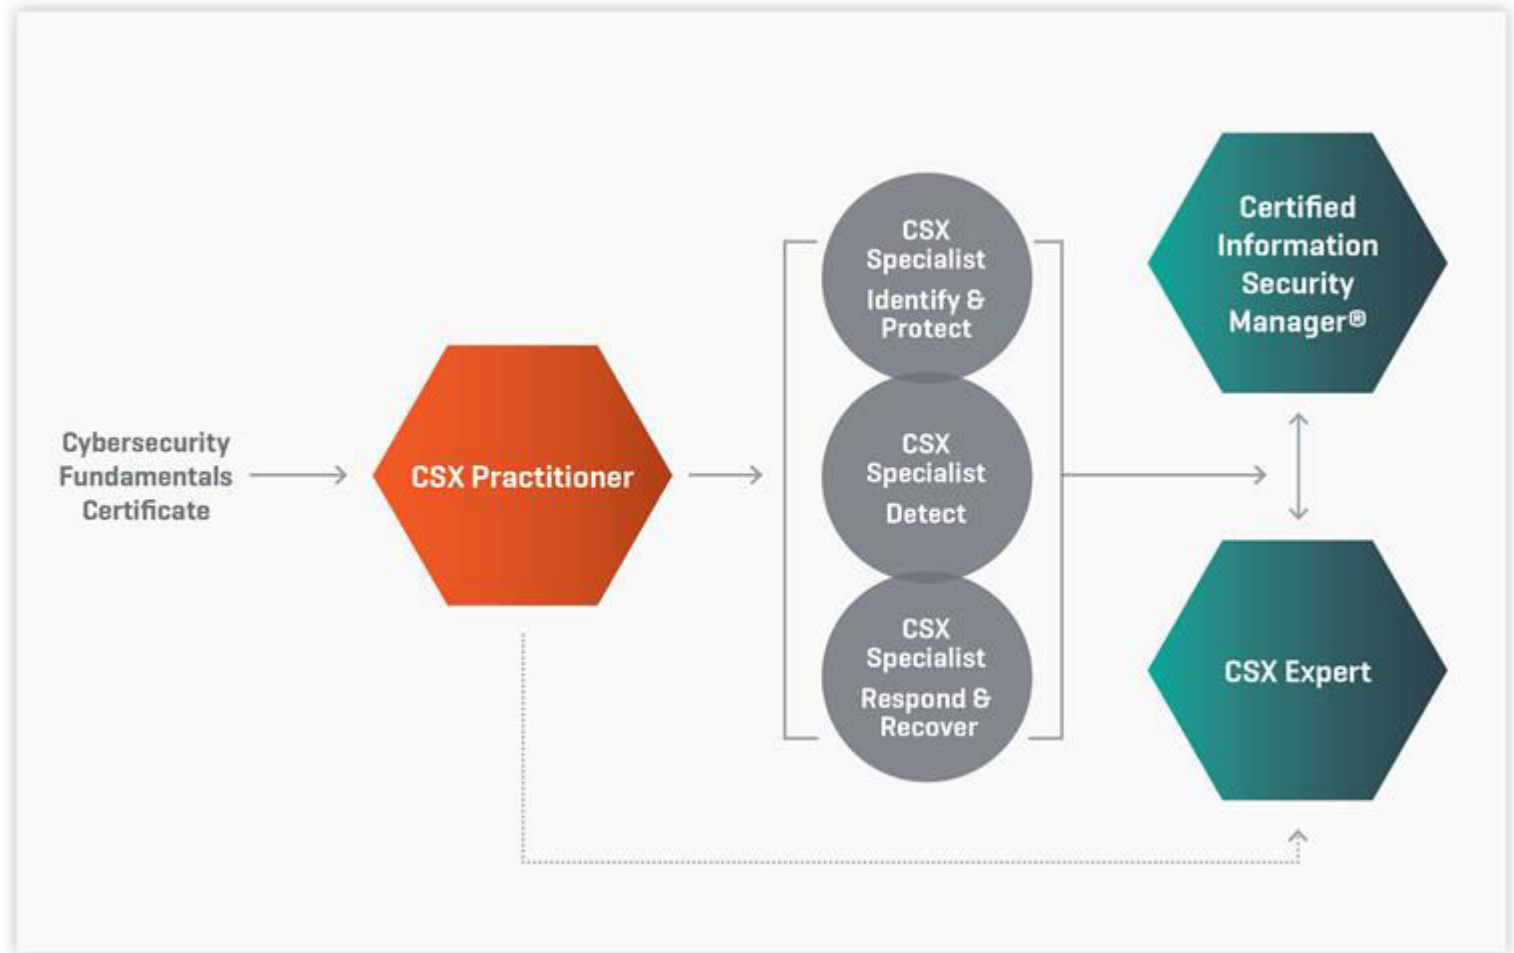 Cybersecurity
Fundamentals
Certificate
CSX Practitioner
CSX
Specialist
Identify &
Protect
CSX
Specialist
Detect
CSX
Specialist
Respond &
Recover
Certified
Information
Security
Manager®
CSX Expert